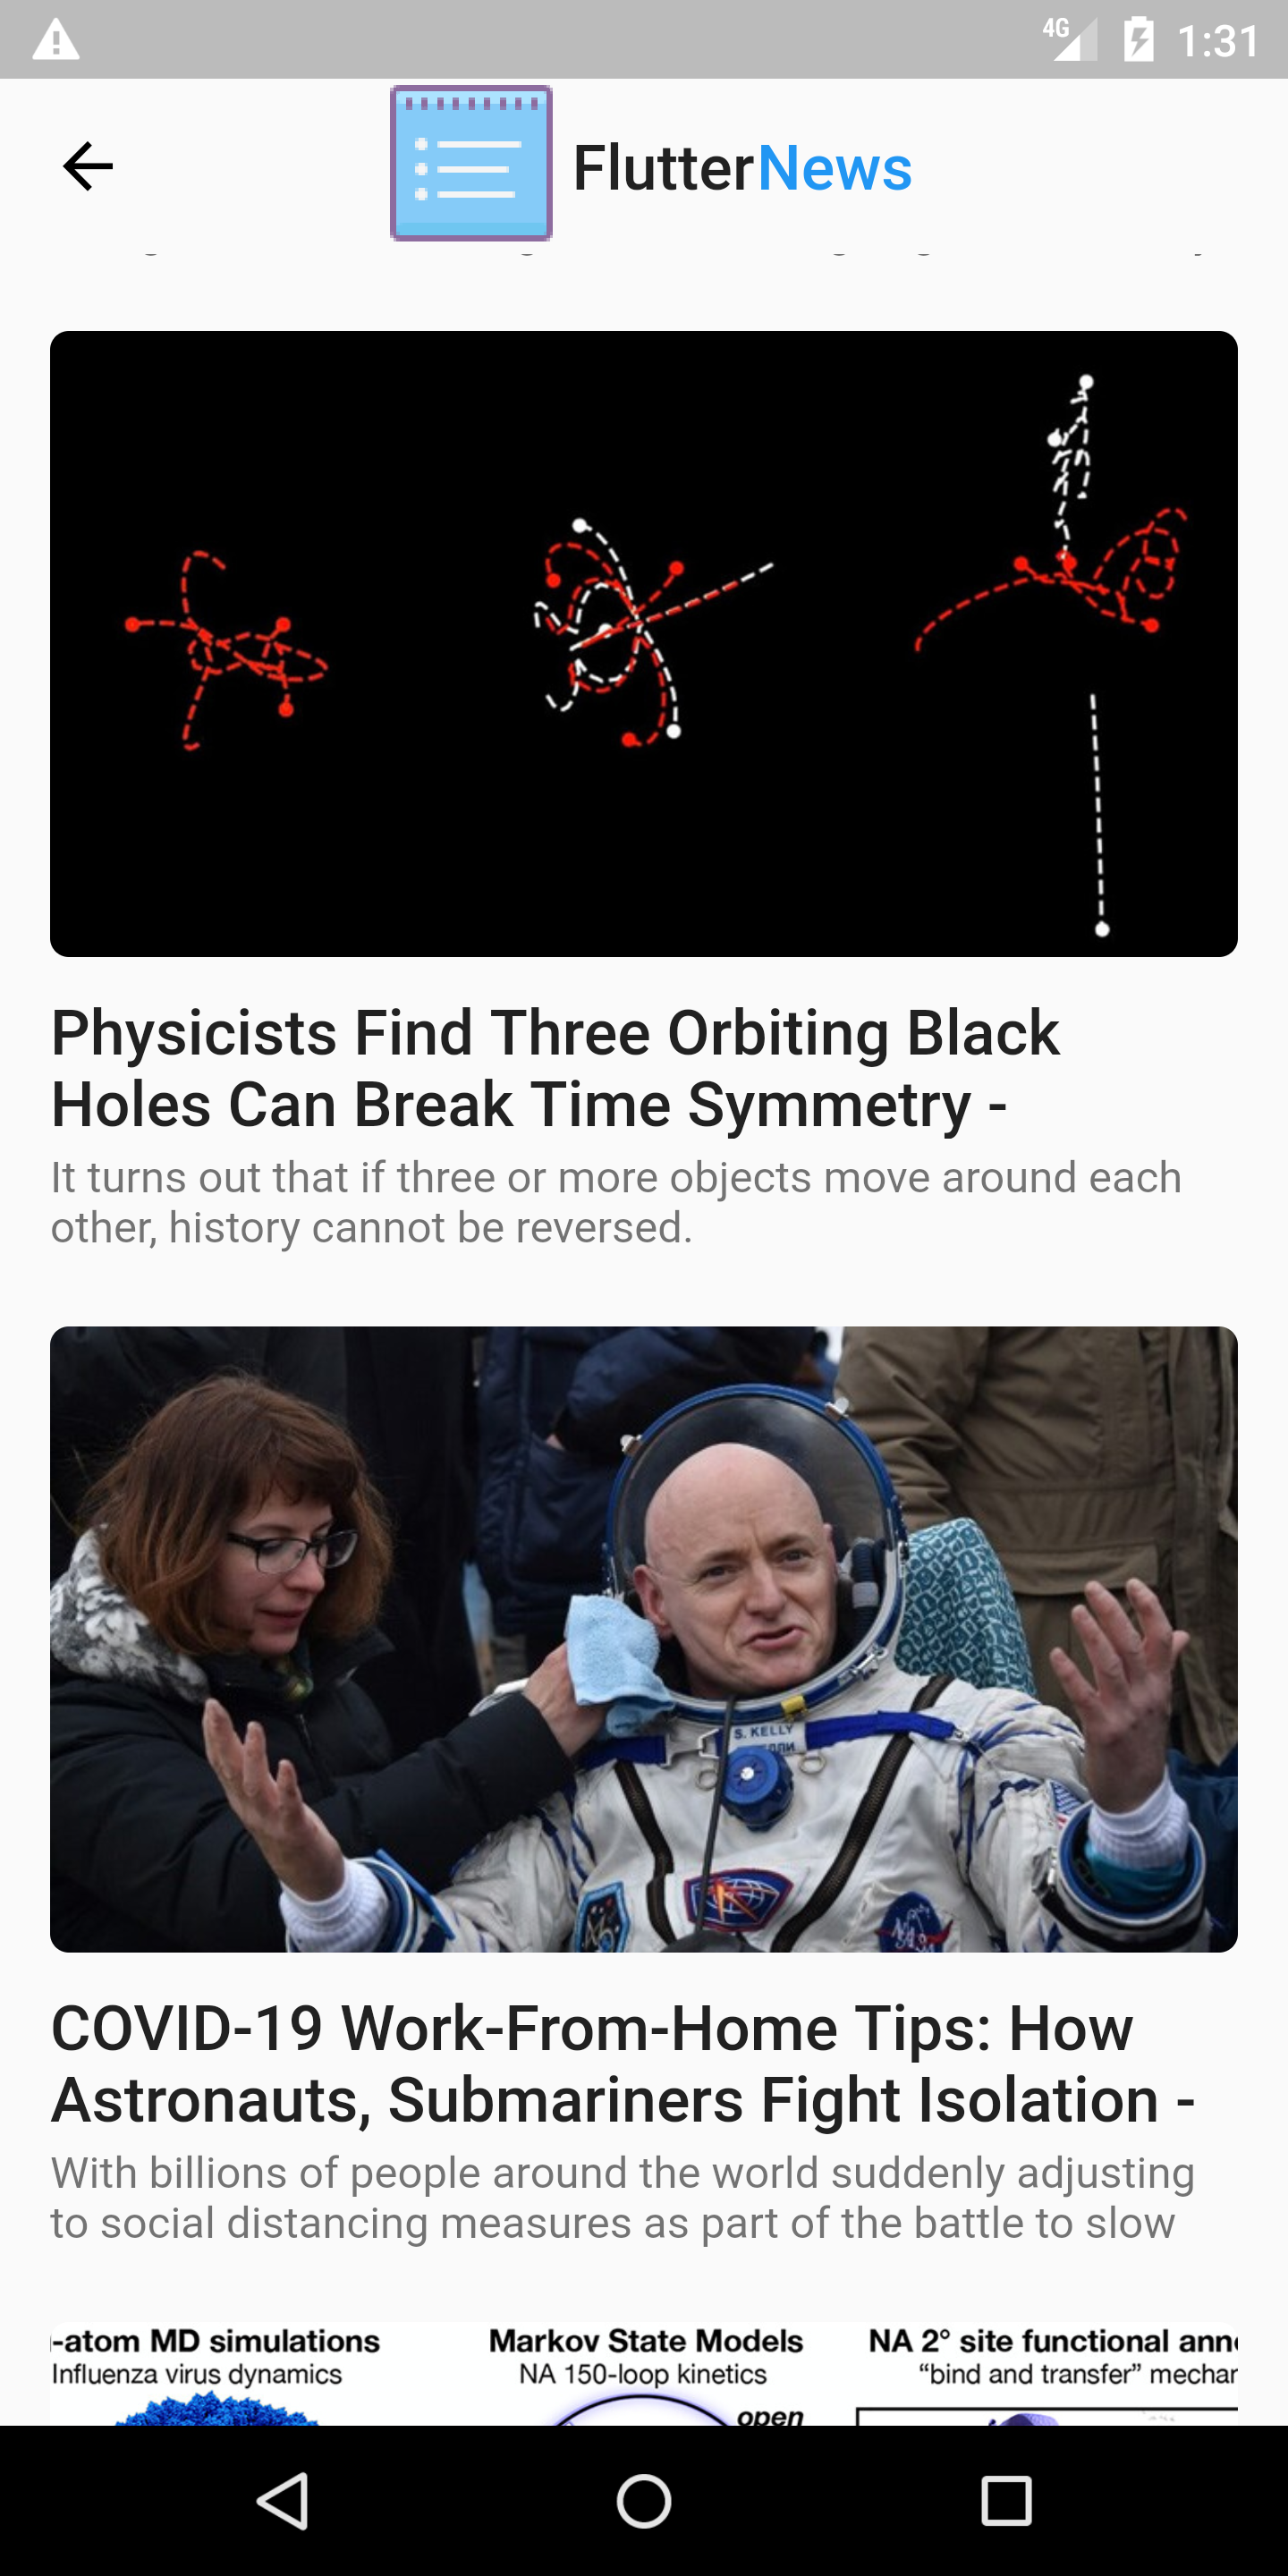 4G 1:31
FlutterNews
Physicists Find Three Orbiting Black
Holes Can Break Time Symmetry -
It turns out that if three or more objects move around each
other, history cannot be reversed.
S. KELLY
COVID-19 Work-From-Home Tips: How
Astronauts, Submariners Fight Isolation -
With billions of people around the world suddenly adjusting
to social distancing measures as part of the battle to slow
-atom MD simulations
Influenza virus dynamics
Markov State Models
NA 150-loop kinetics
open
NA 2° site functional ann
“bind and transfer” mechar